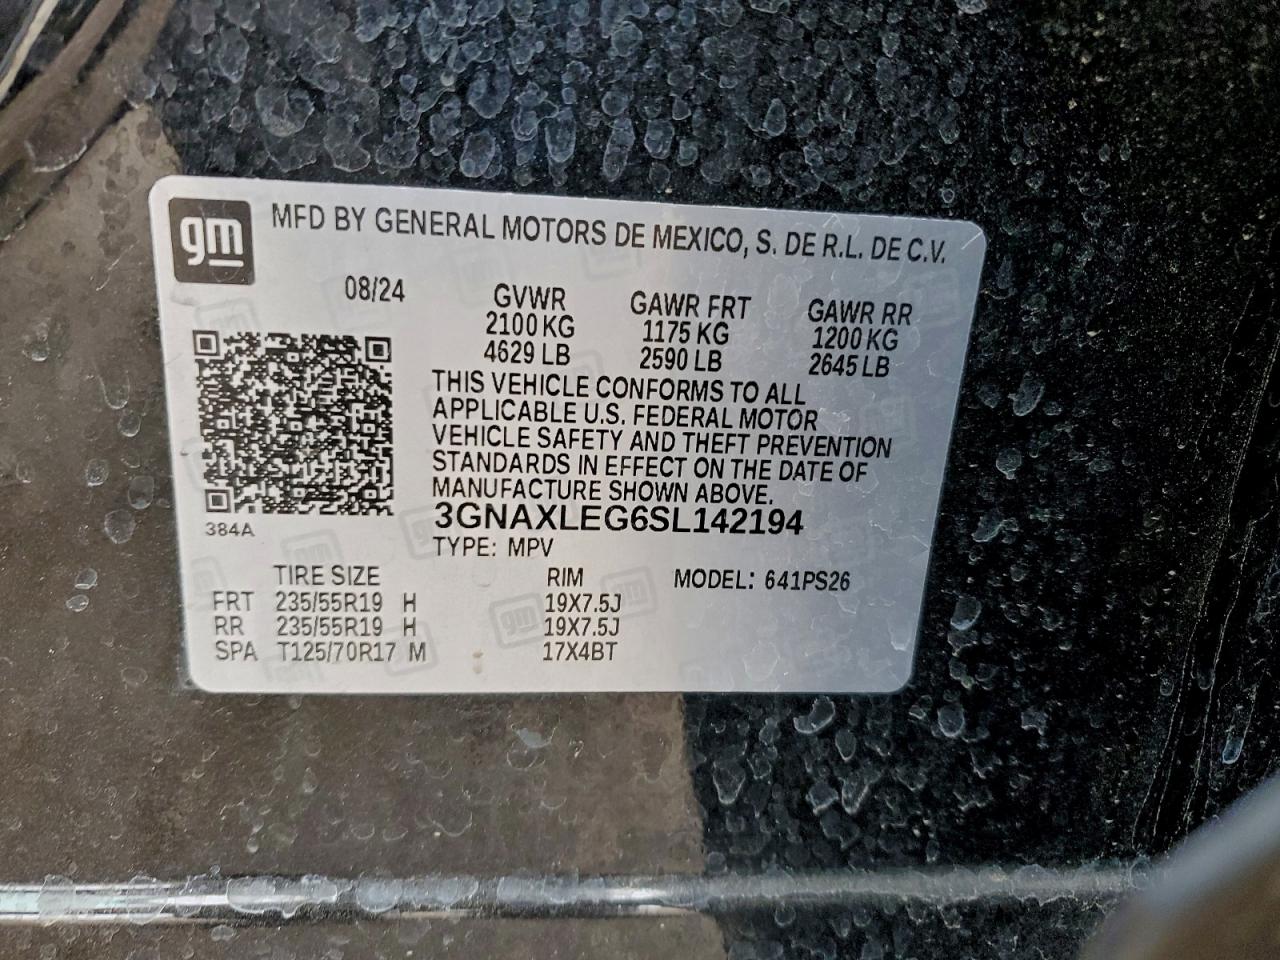 gm MFD BY GENERAL MOTORS DE MEXICO, S. DE R.L. DE C.V.
08/24 GVWR GAWR FRT GAWR RR
2100 KG 1175 KG 1200 KG
4629 LB 2590 LB 2645 LB
THIS VEHICLE CONFORMS TO ALL
APPLICABLE U.S. FEDERAL MOTOR
VEHICLE SAFETY AND THEFT PREVENTION
STANDARDS IN EFFECT ON THE DATE OF
MANUFACTURE SHOWN ABOVE.
3GNAXLEG6SL142194
384A
TYPE: MPV
TIRE SIZE RIM MODEL: 641PS26
FRT 235/55R19 H 19X7.5J
RR 235/55R19 H 19X7.5J
SPA T125/70R17 M 17X4BT